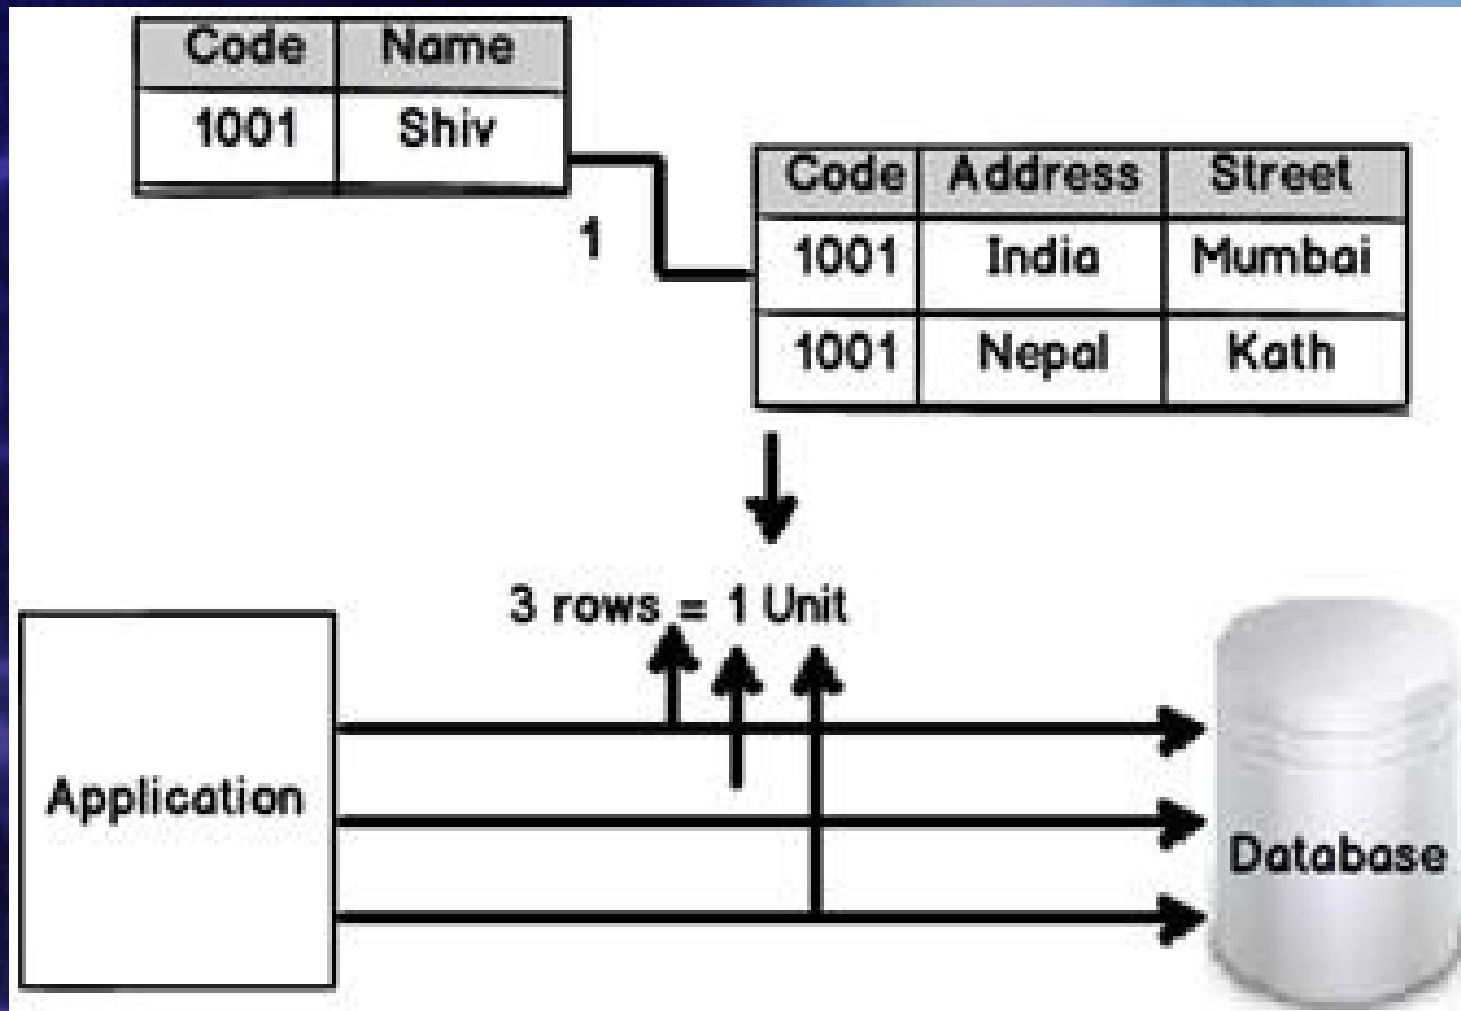 Code Name
1001 Shiv
1
Code Address Street
1001 India Mumbai
1001 Nepal Kath
3 rows = 1 Unit
Application
Database